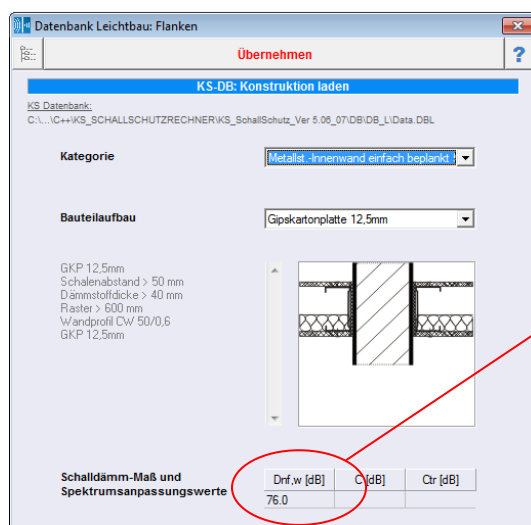 Datenbank Leichtbau: Flanken
Übernehmen
?
KS-DB: Konstruktion laden
KS Datenbank:
C:\...\C++\KS_SCHALLSCHUTZRECHNER\KS_SchallSchutz_Ver 5.06_07\DB\DB_L\Data.DBL
Kategorie
Metallst.-Innenwand einfach beplankt
Bauteilaufbau
Gipskartonplatte 12,5mm
GKP 12,5mm
Schalenabstand > 50 mm
Dämmstoffdicke > 40 mm
Raster > 600 mm
Wandprofil CW 50/0,6
GKP 12,5mm
Schalldämm-Maß und
Spektrumsanpassungswerte
Dnf,w [dB] C [dB] Ctr [dB]
76.0